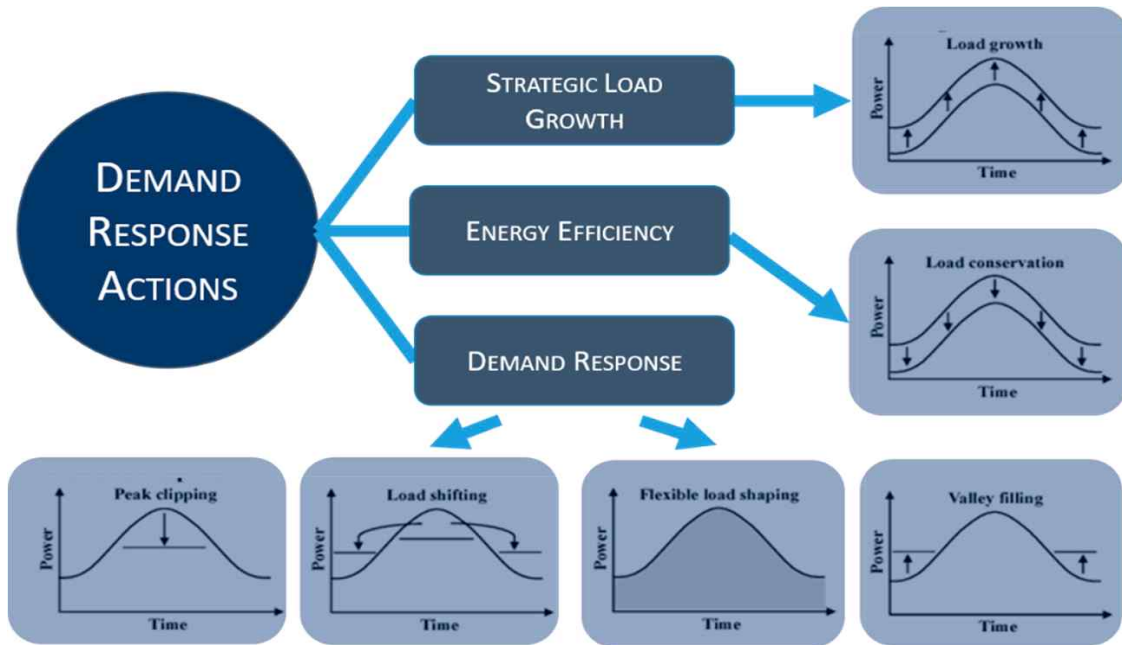 DEMAND
RESPONSE
ACTIONS
STRATEGIC LOAD
GROWTH
ENERGY EFFICIENCY
DEMAND RESPONSE
Load growth
Power
Time
Load conservation
Power
Time
Peak clipping
Power
Time
Load shifting
Power
Time
Flexible load shaping
Power
Time
Valley filling
Power
Time